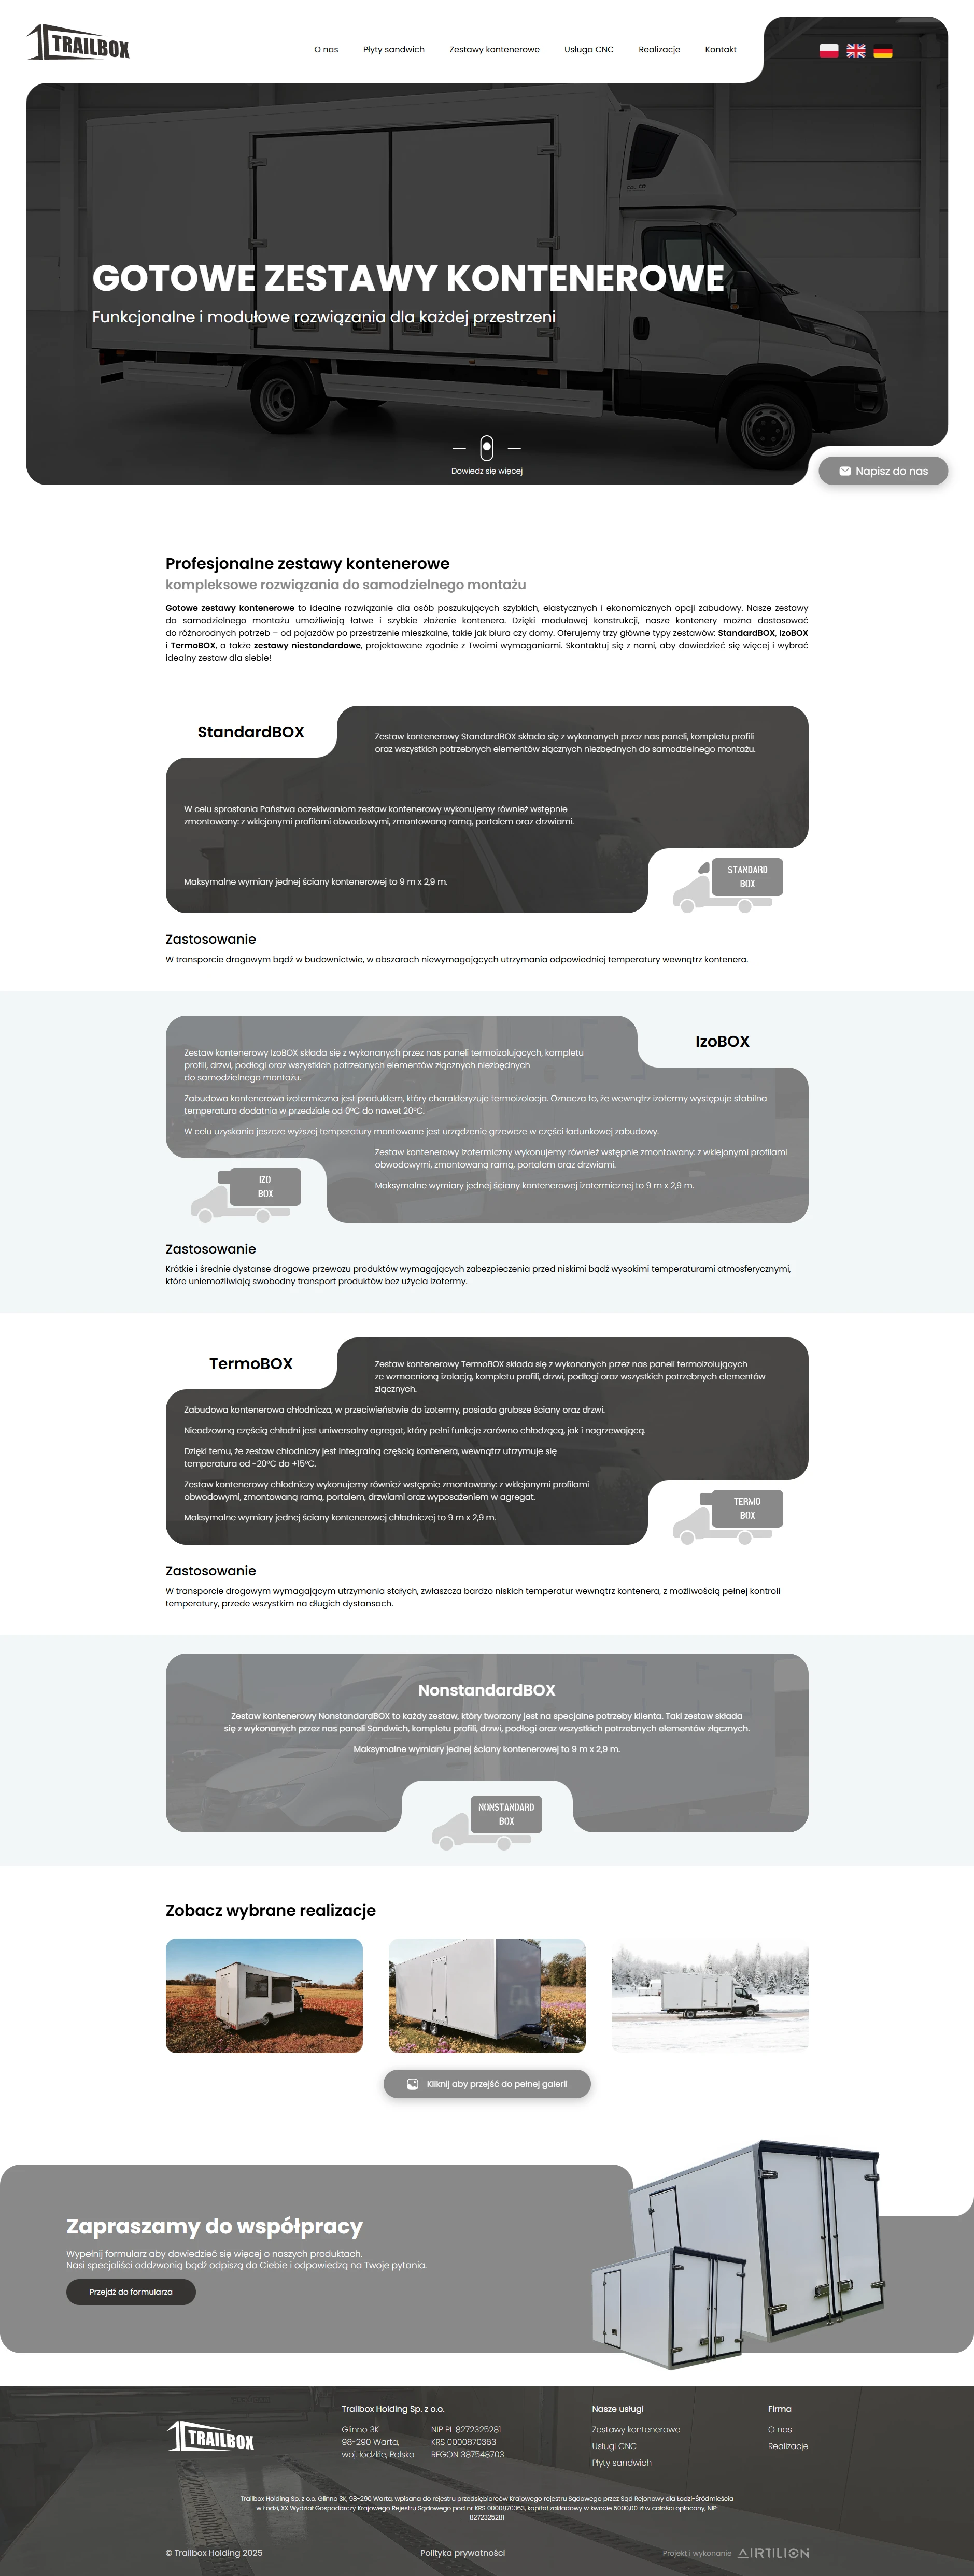 TRAILBOX
O nas
Płyty sandwich
Zestawy kontenerowe
Usługa CNC
Realizacje
Kontakt
GOTOWE ZESTAWY KONTENEROWE
Funkcjonalne i modułowe rozwiązania dla każdej przestrzeni
Dowiedz się więcej
Napisz do nas
Profesjonalne zestawy kontenerowe
kompleksowe rozwiązania do samodzielnego montażu
Gotowe zestawy kontenerowe to idealne rozwiązanie dla osób poszukujących szybkich, elastycznych i ekonomicznych opcji zabudowy. Nasze zestawy
do samodzielnego montażu umożliwiają łatwe i szybkie złożenie kontenera. Dzięki modułowej konstrukcji, nasze kontenery można dostosować
do różnorodnych potrzeb – od pojazdów po przestrzenie mieszkalne, takie jak biura czy domy. Oferujemy trzy główne typy zestawów: StandardBOX, IzoBOX
i TermoBOX, a także zestawy niestandardowe, projektowane zgodnie z Twoimi wymaganiami. Skontaktuj się z nami, aby dowiedzieć się więcej i wybrać
idealny zestaw dla siebie!
StandardBOX
Zestaw kontenerowy StandardBOX składa się z wykonanych przez nas paneli, kompletu profili
oraz wszystkich potrzebnych elementów złącznych niezbędnych do samodzielnego montażu.
W celu sprostania Państwa oczekiwaniom zestaw kontenerowy wykonujemy również wstępnie
zmontowany: z wklejonymi profilami obwodowymi, zmontowaną ramą, portalem oraz drzwiami.
Maksymalne wymiary jednej ściany kontenerowej to 9 m x 2,9 m.
STANDARD
BOX
Zastosowanie
W transporcie drogowym bądź w budownictwie, w obszarach niewymagających utrzymania odpowiedniej temperatury wewnątrz kontenera.
IzoBOX
Zestaw kontenerowy IzoBOX składa się z wykonanych przez nas paneli termoizolujących, kompletu
profili, drzwi, podłogi oraz wszystkich potrzebnych elementów złącznych niezbędnych
do samodzielnego montażu.
Zabudowa kontenerowa izotermiczna jest produktem, który charakteryzuje termoizolacja. Oznacza to, że wewnątrz izotermy występuje stabilna
temperatura dodatnia w przedziale od 0°C do nawet 20°C.
W celu uzyskania jeszcze wyższej temperatury montowane jest urządzenie grzewcze w części ładunkowej zabudowy.
Zestaw kontenerowy izotermiczny wykonujemy również wstępnie zmontowany: z wklejonymi profilami
obwodowymi, zmontowaną ramą, portalem oraz drzwiami.
Maksymalne wymiary jednej ściany kontenerowej izotermicznej to 9 m x 2,9 m.
IZO
BOX
Zastosowanie
Krótkie i średnie dystanse drogowe przewozu produktów wymagających zabezpieczenia przed niskimi bądź wysokimi temperaturami atmosferycznymi,
które uniemożliwiają swobodny transport produktów bez użycia izotermy.
TermoBOX
Zestaw kontenerowy TermoBOX składa się z wykonanych przez nas paneli termoizolujących
ze wzmocnioną izolacją, kompletu profili, drzwi, podłogi oraz wszystkich potrzebnych elementów
złącznych.
Zabudowa kontenerowa chłodnicza, w przeciwieństwie do izotermy, posiada grubsze ściany oraz drzwi.
Nieodzowną częścią chłodni jest uniwersalny agregat, który pełni funkcje zarówno chłodzącą, jak i nagrzewającą.
Dzięki temu, że zestaw chłodniczy jest integralną częścią kontenera, wewnątrz utrzymuje się
temperatura od -20°C do +15°C.
Zestaw kontenerowy chłodniczy wykonujemy również wstępnie zmontowany: z wklejonymi profilami
obwodowymi, zmontowaną ramą, portalem, drzwiami oraz wyposażeniem w agregat.
Maksymalne wymiary jednej ściany kontenerowej chłodniczej to 9 m x 2,9 m.
TERMO
BOX
Zastosowanie
W transporcie drogowym wymagającym utrzymania stałych, zwłaszcza bardzo niskich temperatur wewnątrz kontenera, z możliwością pełnej kontroli
temperatury, przede wszystkim na długich dystansach.
NonstandardBOX
Zestaw kontenerowy NonstandardBOX to każdy zestaw, który tworzony jest na specjalne potrzeby klienta. Taki zestaw składa
się z wykonanych przez nas paneli Sandwich, kompletu profili, drzwi, podłogi oraz wszystkich potrzebnych elementów złącznych.
Maksymalne wymiary jednej ściany kontenerowej to 9 m x 2,9 m.
NONSTANDARD
BOX
Zobacz wybrane realizacje
Kliknij aby przejść do pełnej galerii
Zapraszamy do współpracy
Wypełnij formularz aby dowiedzieć się więcej o naszych produktach.
Nasi specjaliści oddzwonią bądź odpiszą do Ciebie i odpowiedzą na Twoje pytania.
Przejdź do formularza
TRAILBOX
Trailbox Holding Sp. z o.o.
Glinno 3K
98-290 Warta,
woj. łódzkie, Polska
NIP PL 8272325281
KRS 0000870363
REGON 387548703
Nasze usługi
Zestawy kontenerowe
Usługi CNC
Płyty sandwich
Firma
O nas
Realizacje
Trailbox Holding Sp. z o.o. Glinno 3K, 98-290 Warta, wpisana do rejestru przedsiębiorców Krajowego rejestru Sądowego przez Sąd Rejonowy dla Łodzi-Śródmieścia
w Łodzi, XX Wydział Gospodarczy Krajowego Rejestru Sądowego pod nr KRS 0000870363, kapitał zakładowy w kwocie 5000,00 zł w całości opłacony, NIP:
8272325281
© Trailbox Holding 2025
Polityka prywatności
Projekt i wykonanie AIRTILION